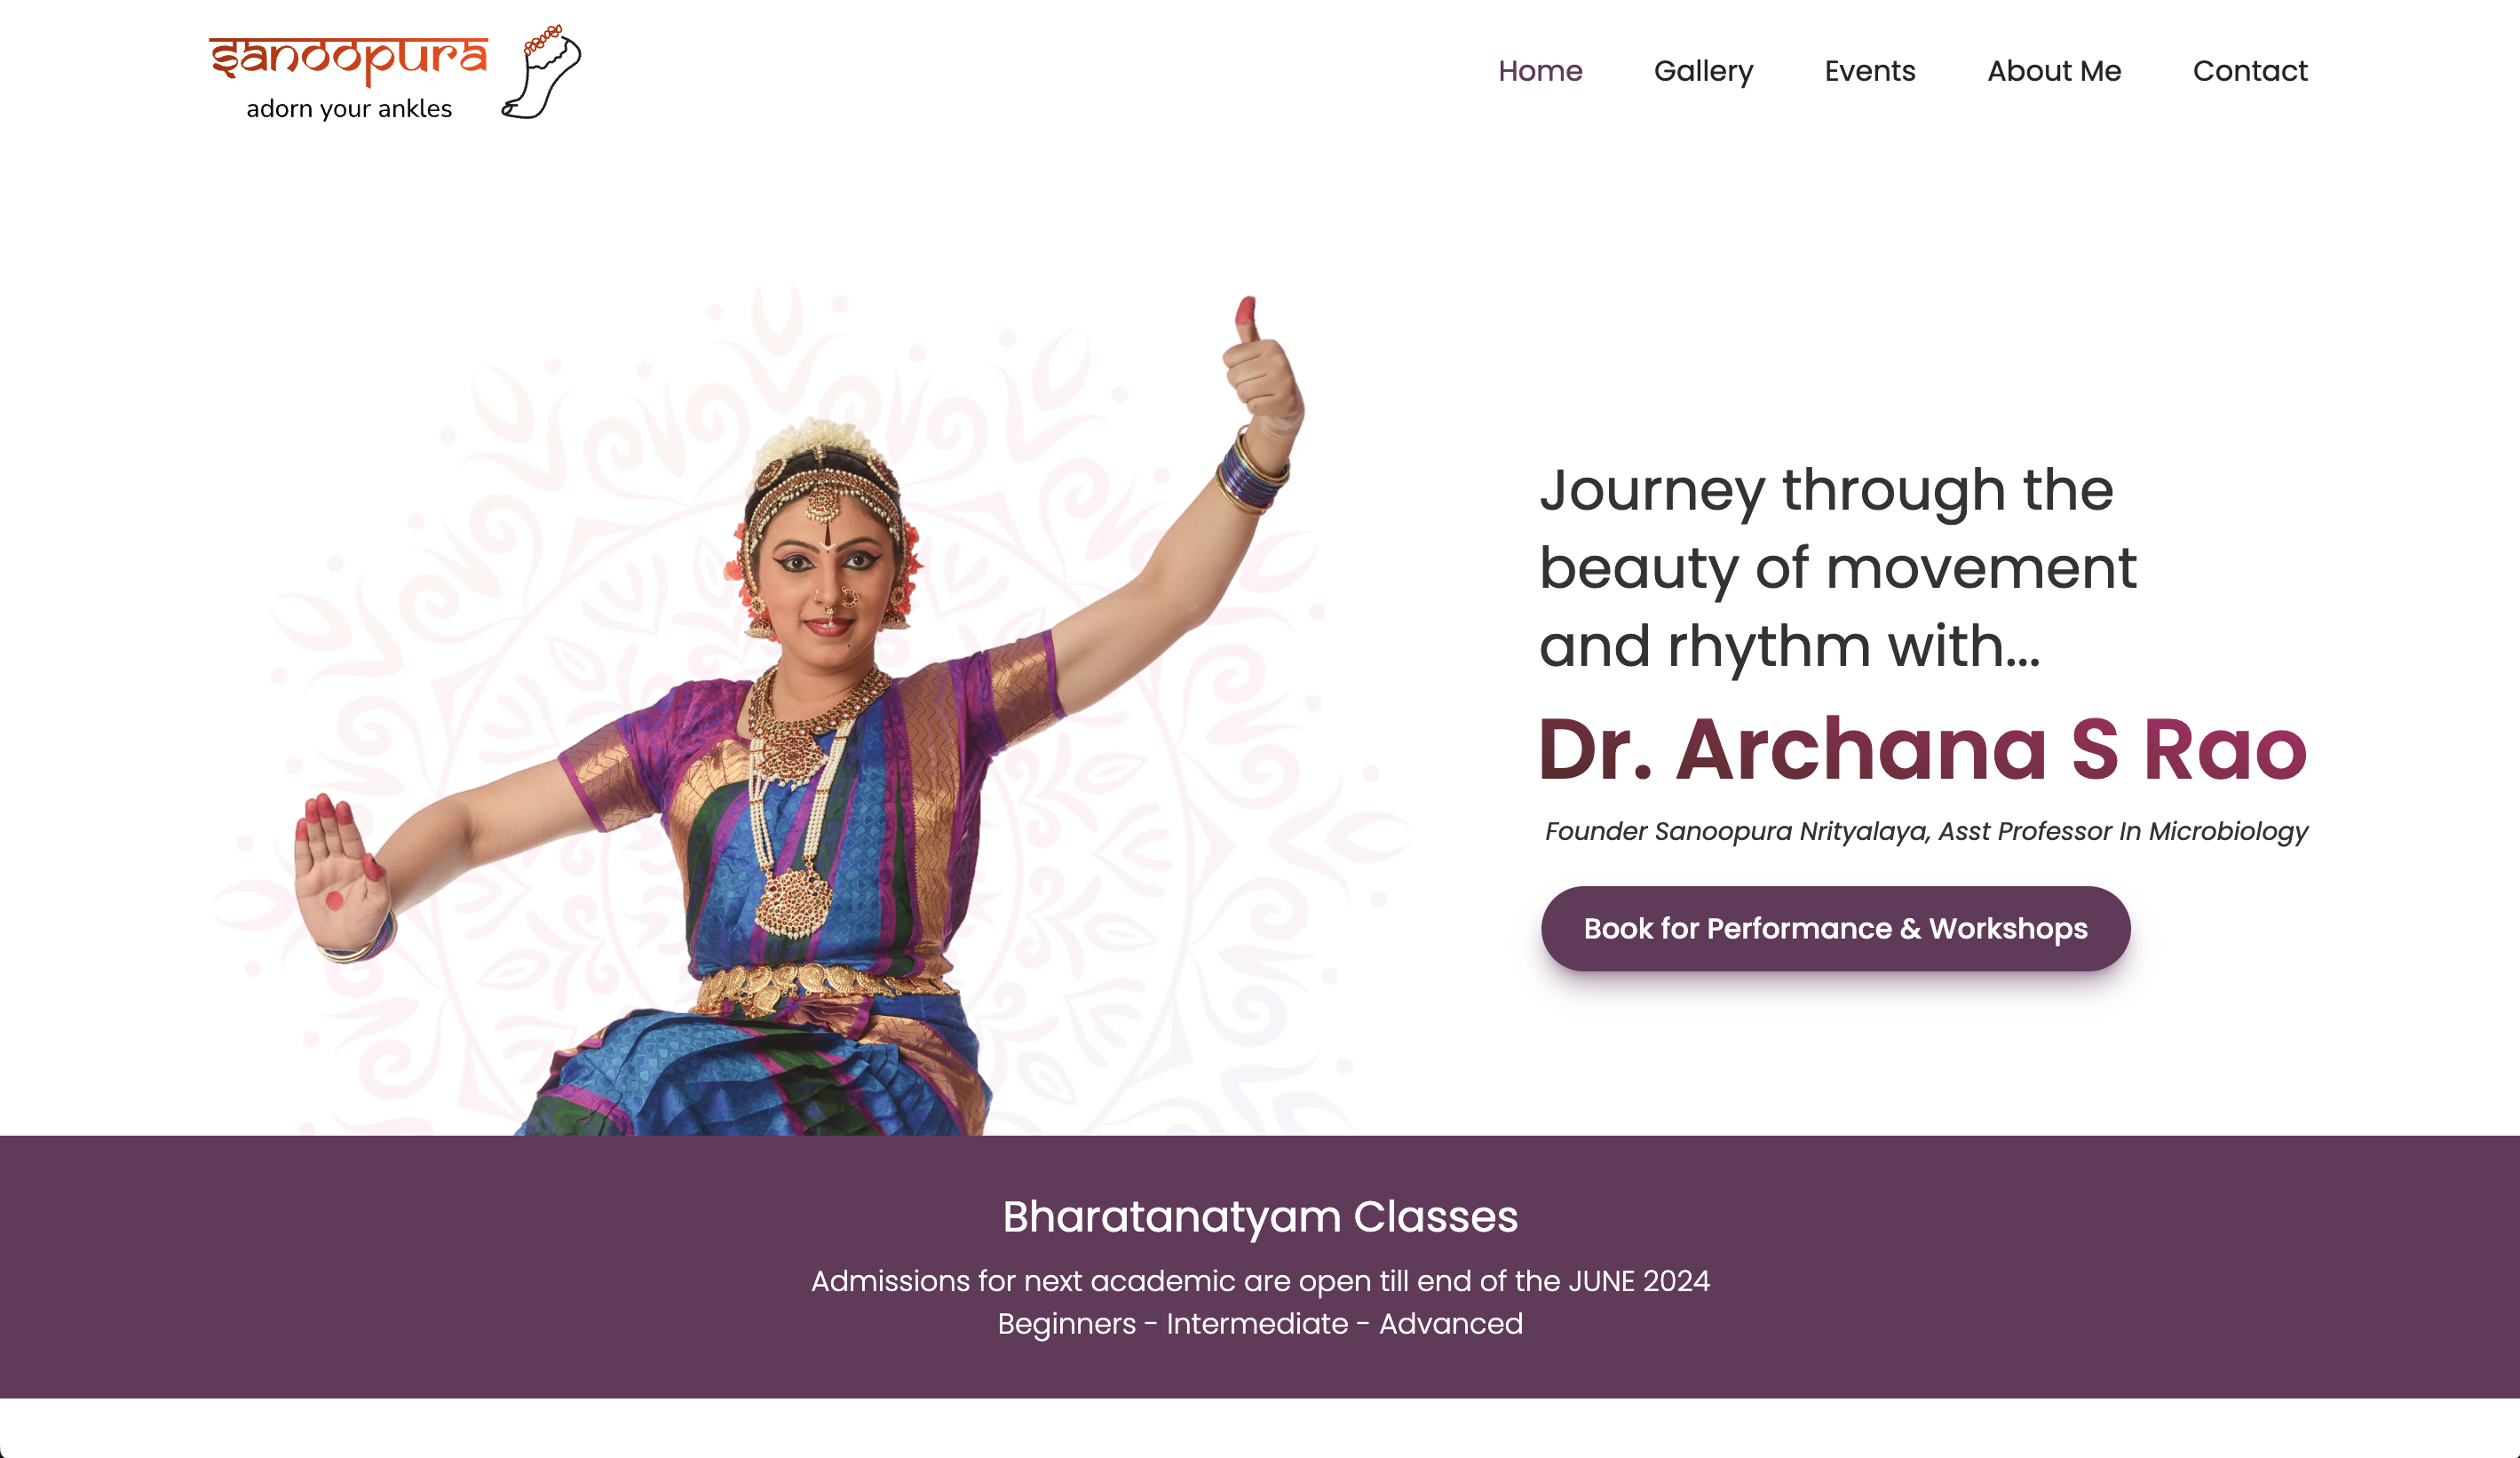 sanoopura
adorn your ankles
Home Gallery Events About Me Contact
Journey through the
beauty of movement
and rhythm with...
Dr. Archana S Rao
Founder Sanoopura Nrityalaya, Asst Professor In Microbiology
Book for Performance & Workshops
Bharatanatyam Classes
Admissions for next academic are open till end of the JUNE 2024
Beginners - Intermediate - Advanced